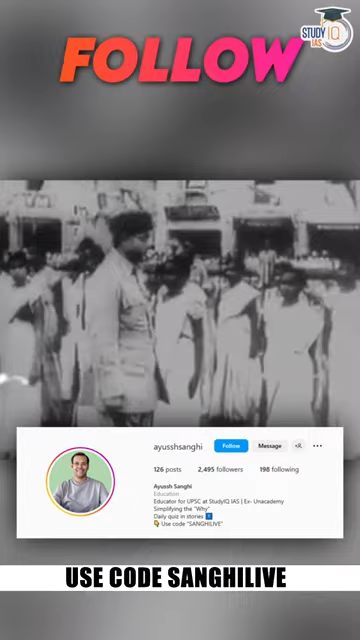 FOLLOW
STUDY IQ
IAS
ayusshsanghi Follow Message
126 posts 2,495 followers 198 following
Ayussh Sanghi
Education
Educator for UPSC at StudyIQ IAS | Ex- Unacademy
Simplifying the "Why"
Daily quiz in stories
Use code "SANGHILIVE"
USE CODE SANGHILIVE